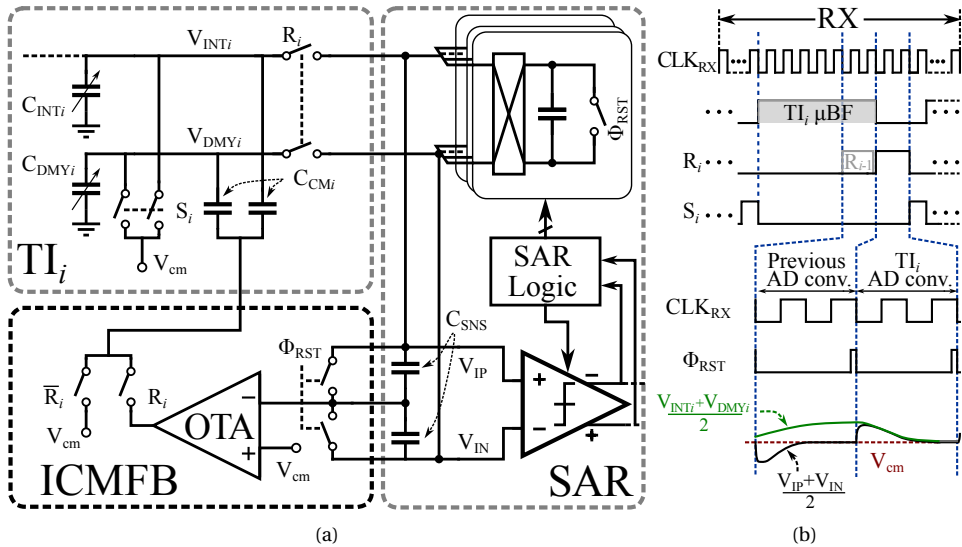 V_INTi
R_i
C_INTi
V_DMYi
C_DMYi
C_CMi
S_i
V_cm
TI_i
Φ_RST
SAR
Logic
C_SNS
Φ_RST
V_IP
R̅_i
R_i
V_cm
OTA
−
+
V_cm
V_IN
+
−
−
+
ICMFB
SAR
(a)
RX
CLK_RX
TI_i μBF
R_i
R_i-1
S_i
Previous
AD conv.
TI_i
AD conv.
CLK_RX
Φ_RST
V_INTi+V_DMYi
2
V_cm
V_IP+V_IN
2
(b)